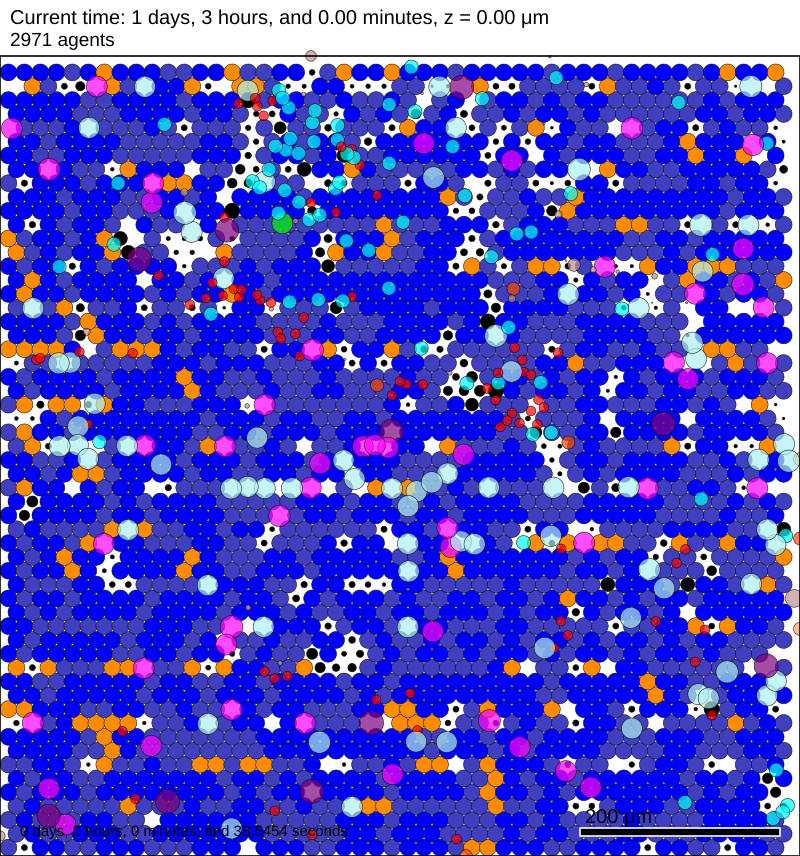 Current time: 1 days, 3 hours, and 0.00 minutes, z = 0.00 μm
2971 agents
200 μm
0 days, 0 hours, 0 minutes, and 38.5454 seconds